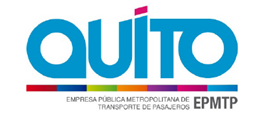 QUITO
EMPRESA PÚBLICA METROPOLITANA DE
TRANSPORTE DE PASAJEROS EPMTP